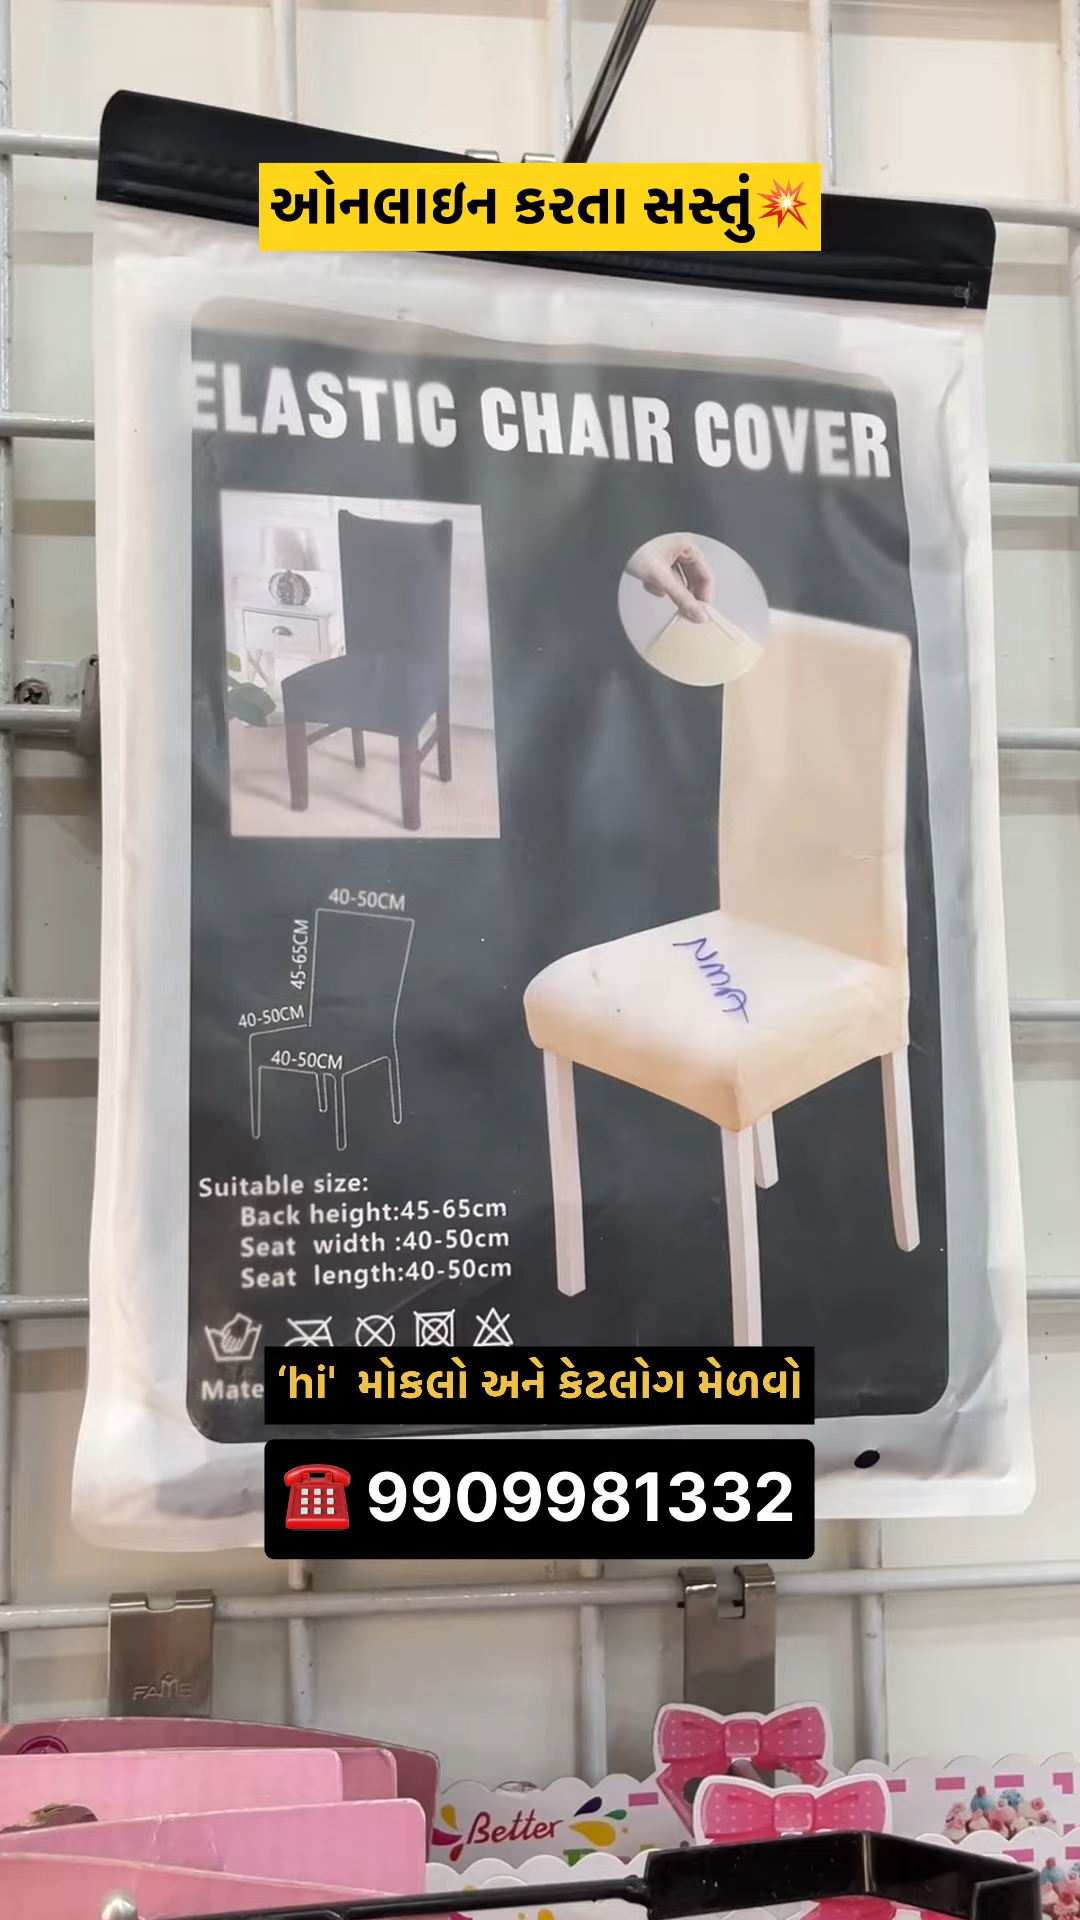 ઓનલાઇન કરતા સસ્તું💥
ELASTIC CHAIR COVER
40-50CM
45-65CM
40-50CM
40-50CM
Suitable size:
Back height:45-65cm
Seat width :40-50cm
Seat length:40-50cm
‘hi' મોકલો અને કેટલોગ મેળવો
☎️ 9909981332
FAME
Better